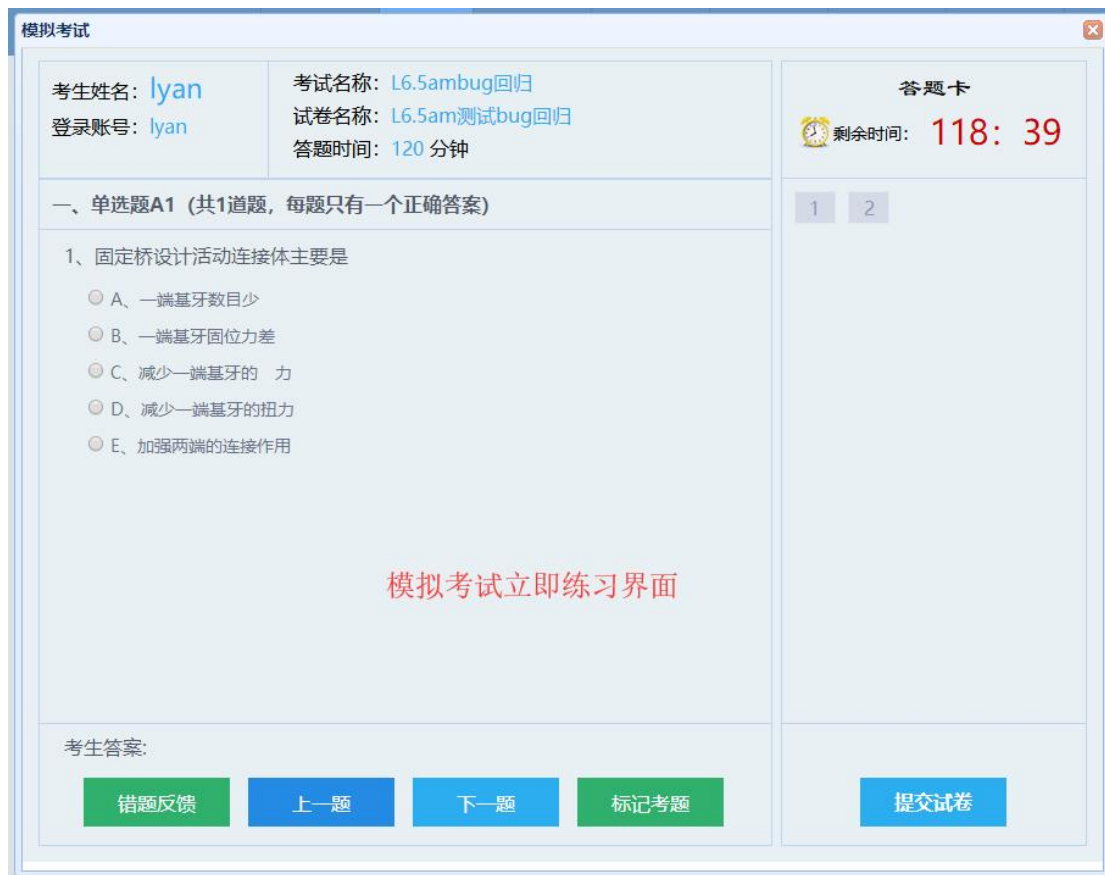 模拟考试
考生姓名：lyan
登录账号：lyan
考试名称：L6.5ambug回归
试卷名称：L6.5am测试bug回归
答题时间：120 分钟
答题卡
剩余时间： 118：39
一、单选题A1（共1道题，每题只有一个正确答案）
1 2
1、固定桥设计活动连接体主要是
A、一端基牙数目少
B、一端基牙固位力差
C、减少一端基牙的 力
D、减少一端基牙的扭力
E、加强两端的连接作用
模拟考试立即练习界面
考生答案:
错题反馈 上一题 下一题 标记考题 提交试卷